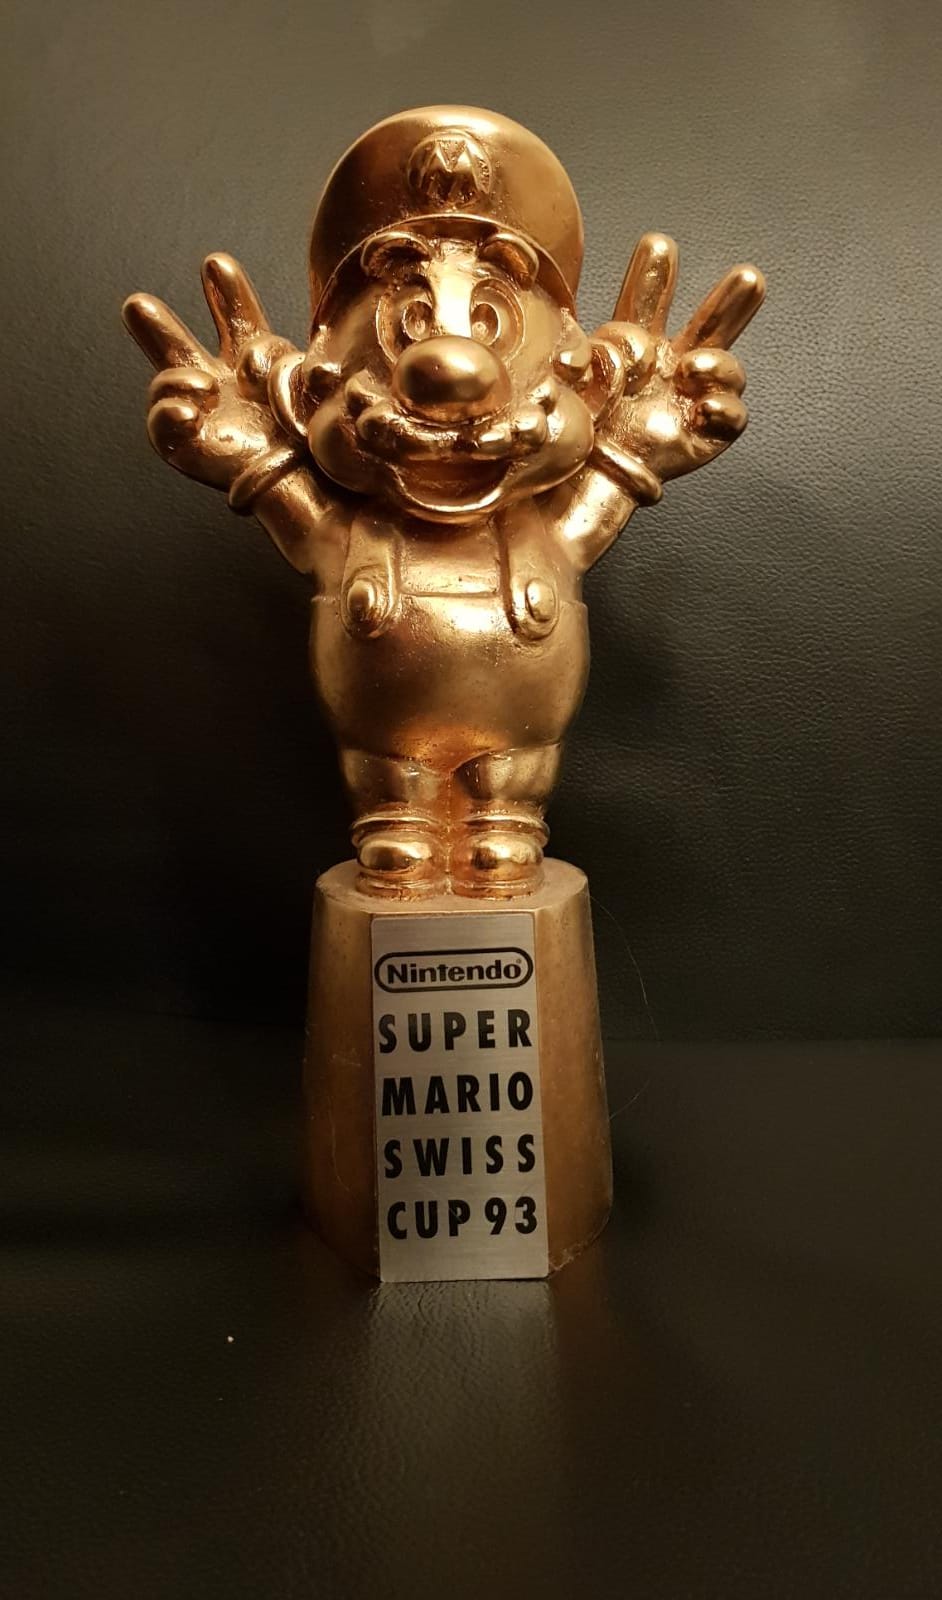 M
Nintendo®
SUPER
MARIO
SWISS
CUP 93